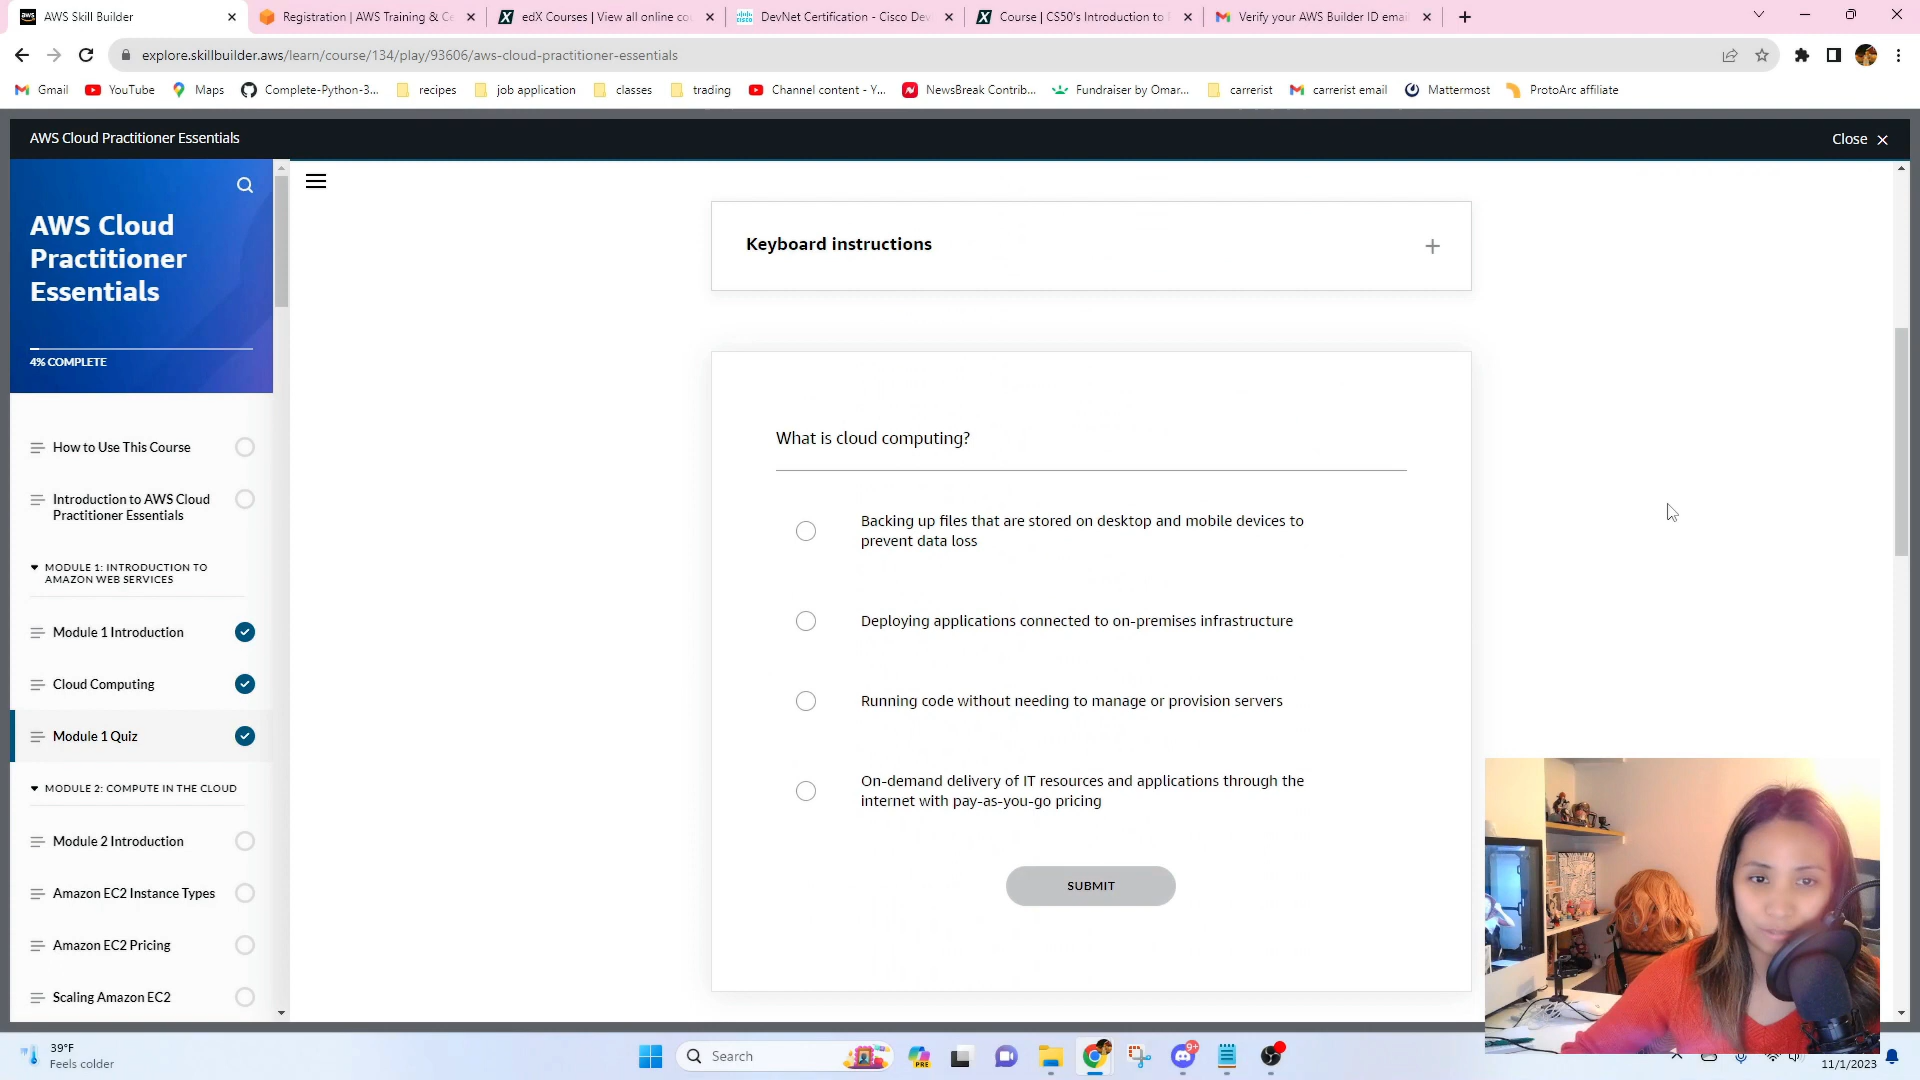 AWS Skill Builder
Registration | AWS Training & Ce
edX Courses | View all online co
DevNet Certification - Cisco Dev
Course | CS50's Introduction to
Verify your AWS Builder ID email
explore.skillbuilder.aws/learn/course/134/play/93606/aws-cloud-practitioner-essentials
Gmail YouTube Maps Complete-Python-3... recipes job application classes trading Channel content - Y... NewsBreak Contrib... Fundraiser by Omar... carrerist carrerist email Mattermost ProtoArc affiliate
AWS Cloud Practitioner Essentials
Close
AWS Cloud
Practitioner
Essentials
4% COMPLETE
How to Use This Course
Introduction to AWS Cloud
Practitioner Essentials
MODULE 1: INTRODUCTION TO
AMAZON WEB SERVICES
Module 1 Introduction
Cloud Computing
Module 1 Quiz
MODULE 2: COMPUTE IN THE CLOUD
Module 2 Introduction
Amazon EC2 Instance Types
Amazon EC2 Pricing
Scaling Amazon EC2
Keyboard instructions
What is cloud computing?
Backing up files that are stored on desktop and mobile devices to
prevent data loss
Deploying applications connected to on-premises infrastructure
Running code without needing to manage or provision servers
On-demand delivery of IT resources and applications through the
internet with pay-as-you-go pricing
SUBMIT
39°F
Feels colder
Search
PRE
9+
11/1/2023